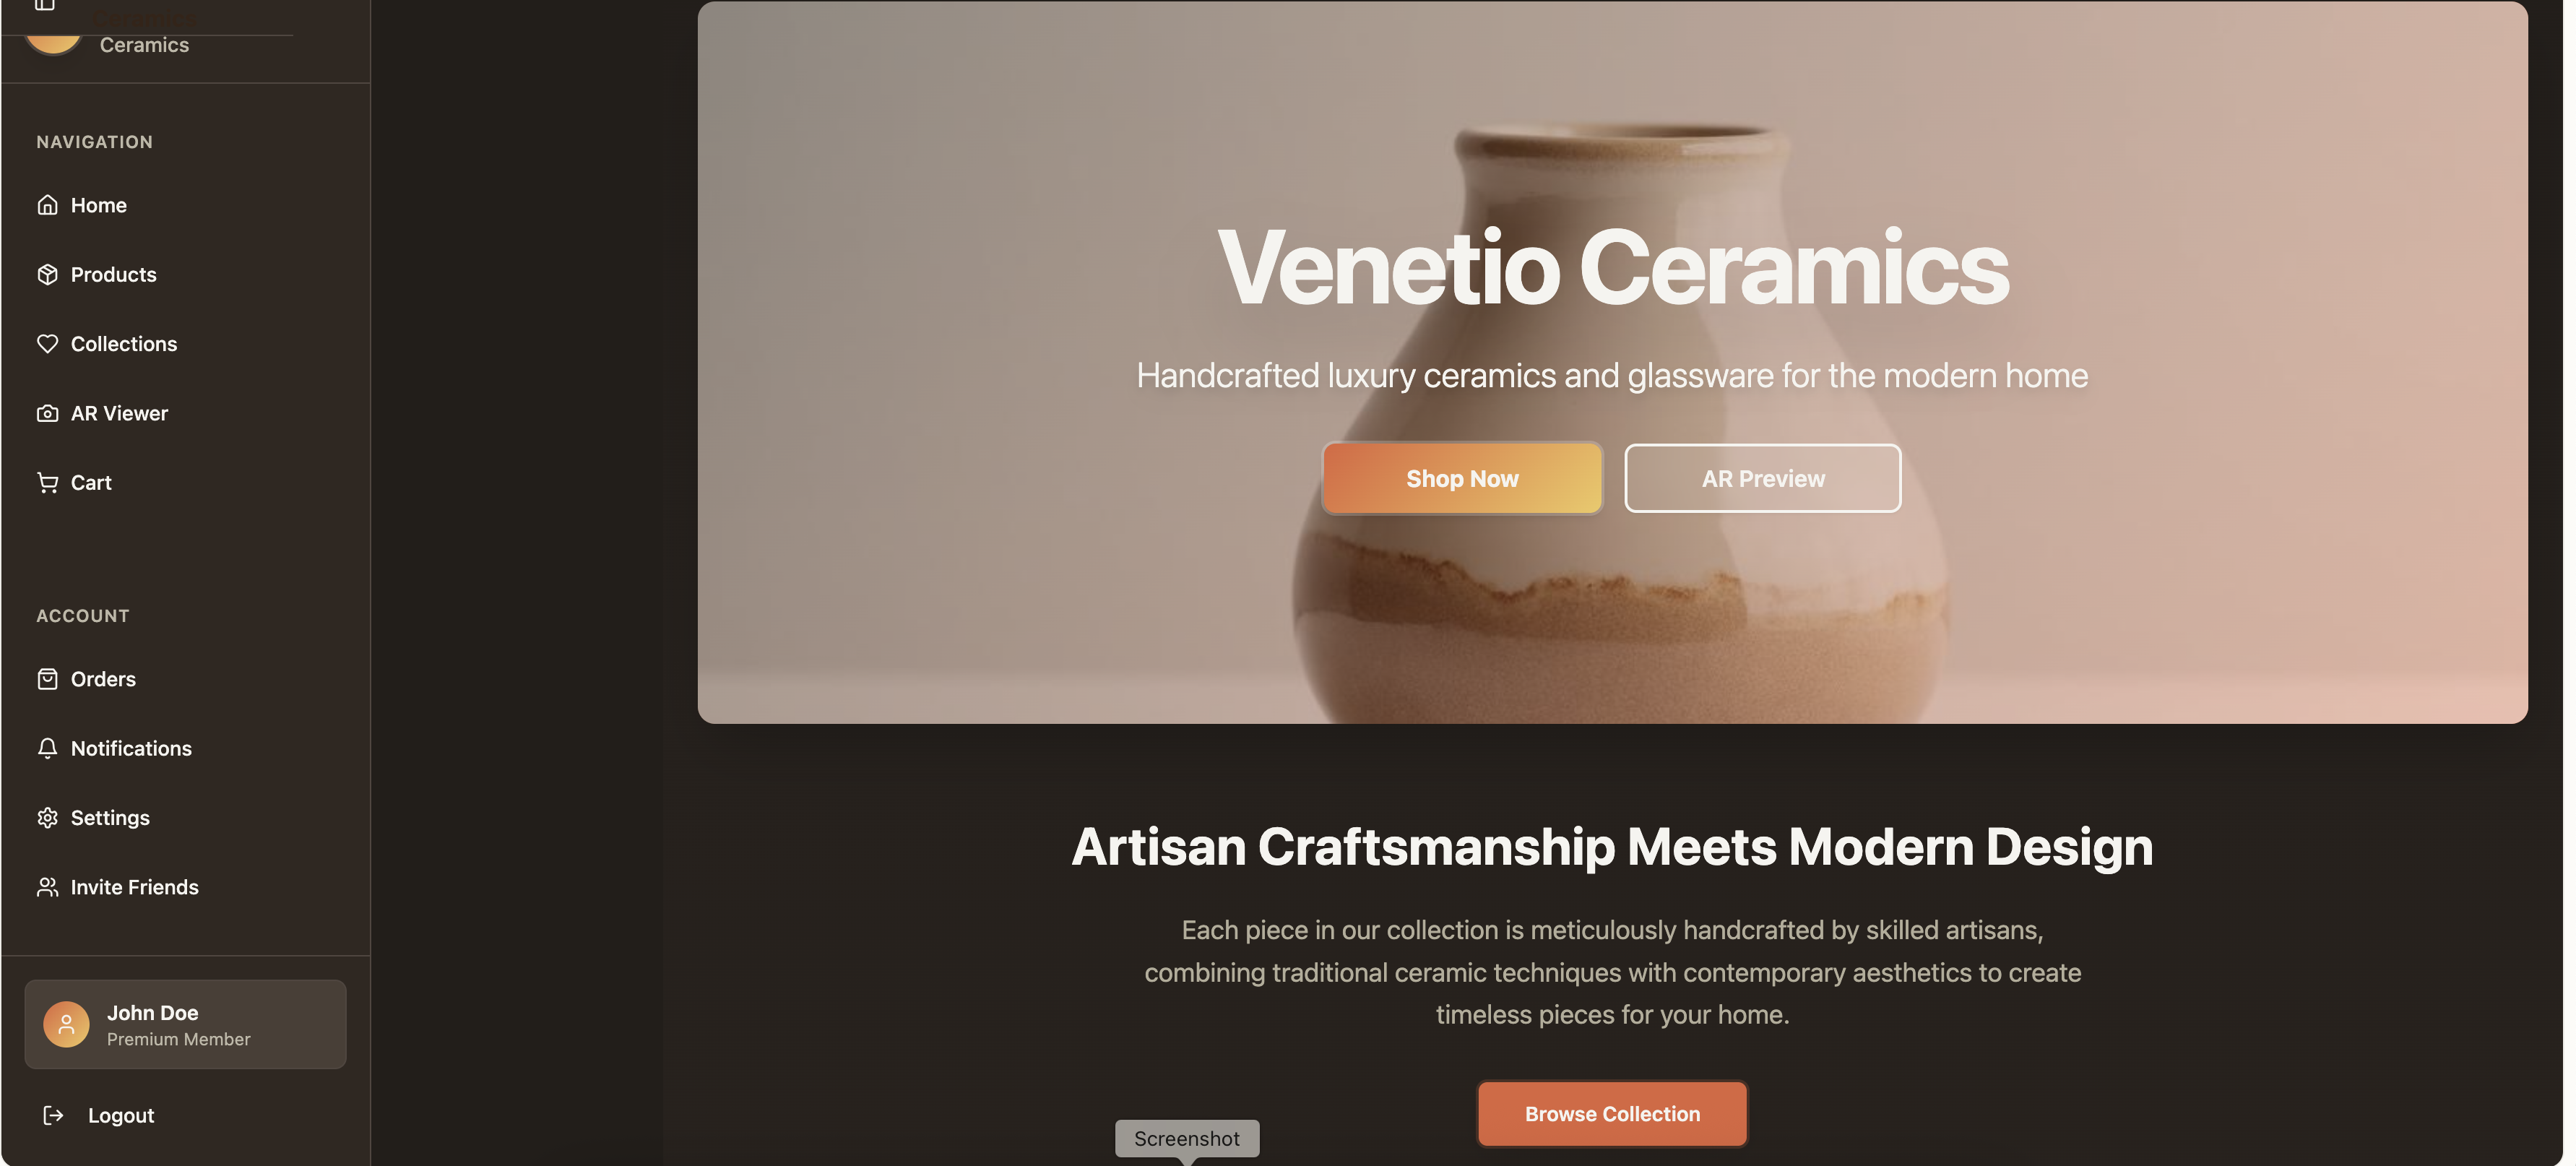 Ceramics
Ceramics
NAVIGATION
Home
Products
Collections
AR Viewer
Cart
ACCOUNT
Orders
Notifications
Settings
Invite Friends
John Doe
Premium Member
Logout
Venetio Ceramics
Handcrafted luxury ceramics and glassware for the modern home
Shop Now
AR Preview
Artisan Craftsmanship Meets Modern Design
Each piece in our collection is meticulously handcrafted by skilled artisans,
combining traditional ceramic techniques with contemporary aesthetics to create
timeless pieces for your home.
Browse Collection
Screenshot